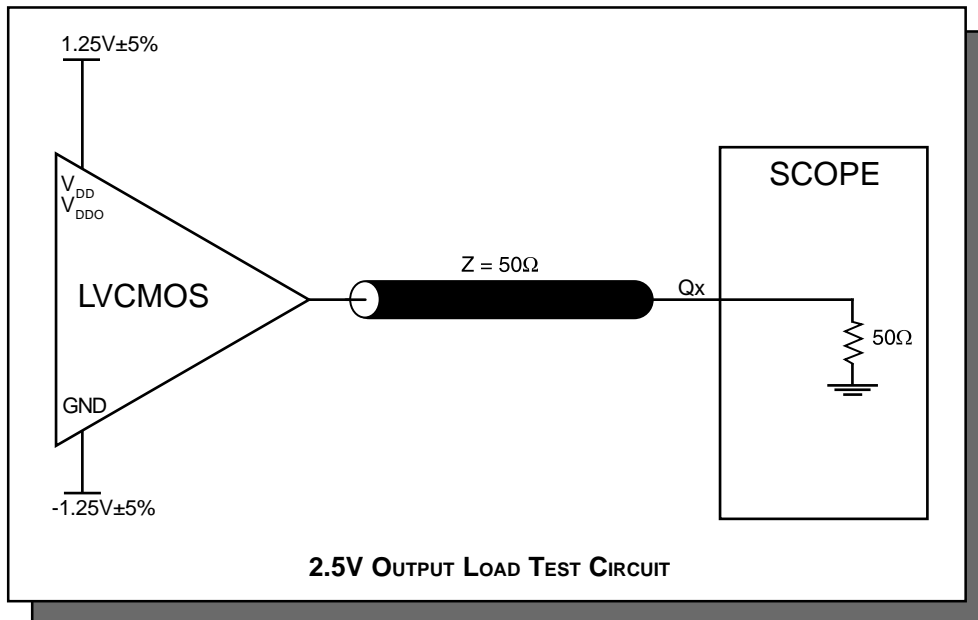 1.25V±5%
SCOPE
VDD
VDDO
Z = 50Ω
LVCMOS
Qx
50Ω
GND
-1.25V±5%
2.5V OUTPUT LOAD TEST CIRCUIT